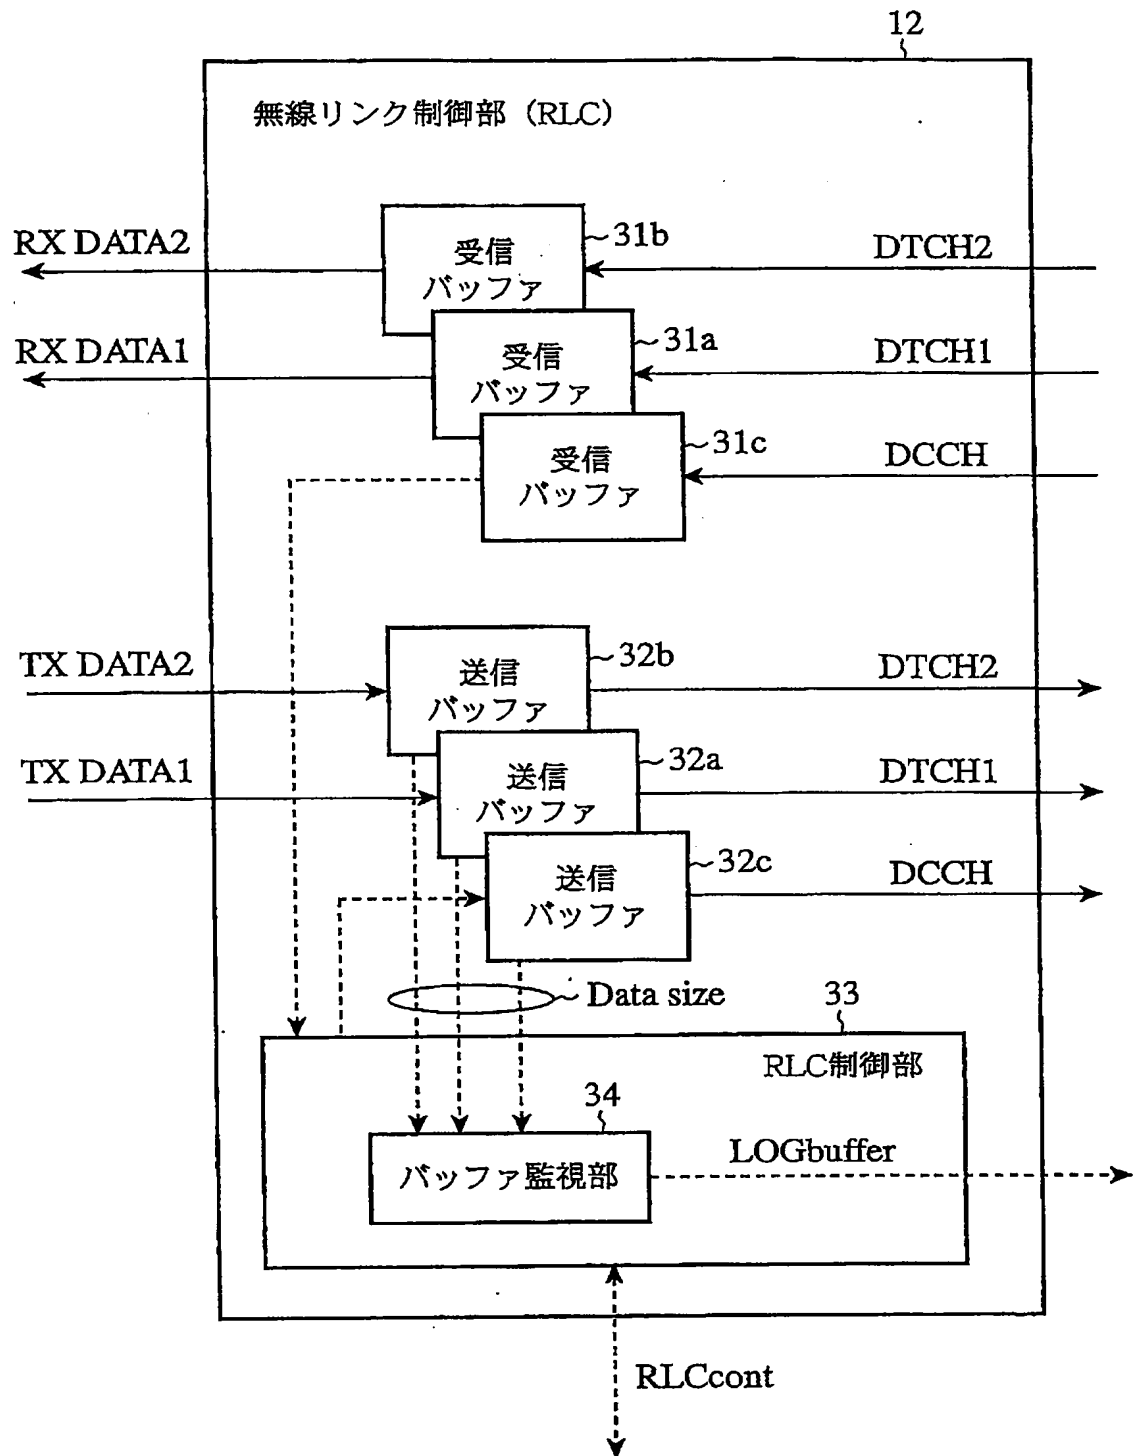 12
無線リンク制御部（RLC）
RX DATA2
受信
バッファ
31b
DTCH2
RX DATA1
受信
バッファ
31a
DTCH1
受信
バッファ
31c
DCCH
TX DATA2
送信
バッファ
32b
DTCH2
TX DATA1
送信
バッファ
32a
DTCH1
送信
バッファ
32c
DCCH
Data size
33
RLC制御部
34
バッファ監視部
LOGbuffer
RLCcont